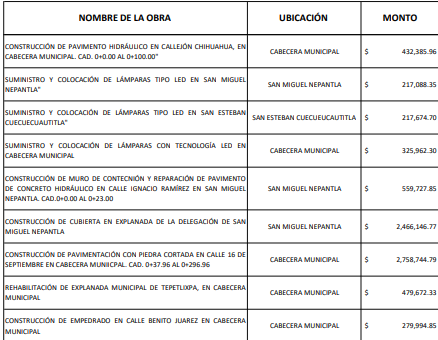 NOMBRE DE LA OBRA UBICACIÓN MONTO
CONSTRUCCIÓN DE PAVIMENTO HIDRÁULICO EN CALLEJÓN CHIHUAHUA, EN
CABECERA MUNICIPAL. CAD. 0+0.00 AL 0+100.00" CABECERA MUNICIPAL $ 432,385.96
SUMINISTRO Y COLOCACIÓN DE LÁMPARAS TIPO LED EN SAN MIGUEL
NEPANTLA" SAN MIGUEL NEPANTLA $ 217,088.35
SUMINISTRO Y COLOCACIÓN DE LÁMPARAS TIPO LED EN SAN ESTEBAN
CUECUECUAUTITLA" SAN ESTEBAN CUECUEUCAUTITLA $ 217,674.70
SUMINISTRO Y COLOCACIÓN DE LÁMPARAS CON TECNOLOGÍA LED EN
CABECERA MUNICIPAL CABECERA MUNICIPAL $ 325,962.30
CONSTRUCCIÓN DE MURO DE CONTECNIÓN Y REPARACIÓN DE PAVIMENTO
DE CONCRETO HIDRÁULICO EN CALLE IGNACIO RAMÍREZ EN SAN MIGUEL
NEPANTLA. CAD.0+0.00 AL 0+23.00 SAN MIGUEL NEPANTLA $ 559,727.85
CONSTRUCCIÓN DE CUBIERTA EN EXPLANADA DE LA DELEGACIÓN DE SAN
MIGUEL NEPANTLA SAN MIGUEL NEPANTLA $ 2,466,146.77
CONSTRUCCIÓN DE PAVIMENTACIÓN CON PIEDRA CORTADA EN CALLE 16 DE
SEPTIEMBRE EN CABECERA MUNIICPAL. CAD. 0+37.96 AL 0+296.96 CABECERA MUNICIPAL $ 2,758,744.79
REHABILITACIÓN DE EXPLANADA MUNICIPAL DE TEPETLIXPA, EN CABECERA
MUNICIPAL CABECERA MUNICIPAL $ 479,672.33
CONSTRUCCIÓN DE EMPEDRADO EN CALLE BENITO JUAREZ EN CABECERA
MUNICIPAL CABECERA MUNICIPAL $ 279,994.85